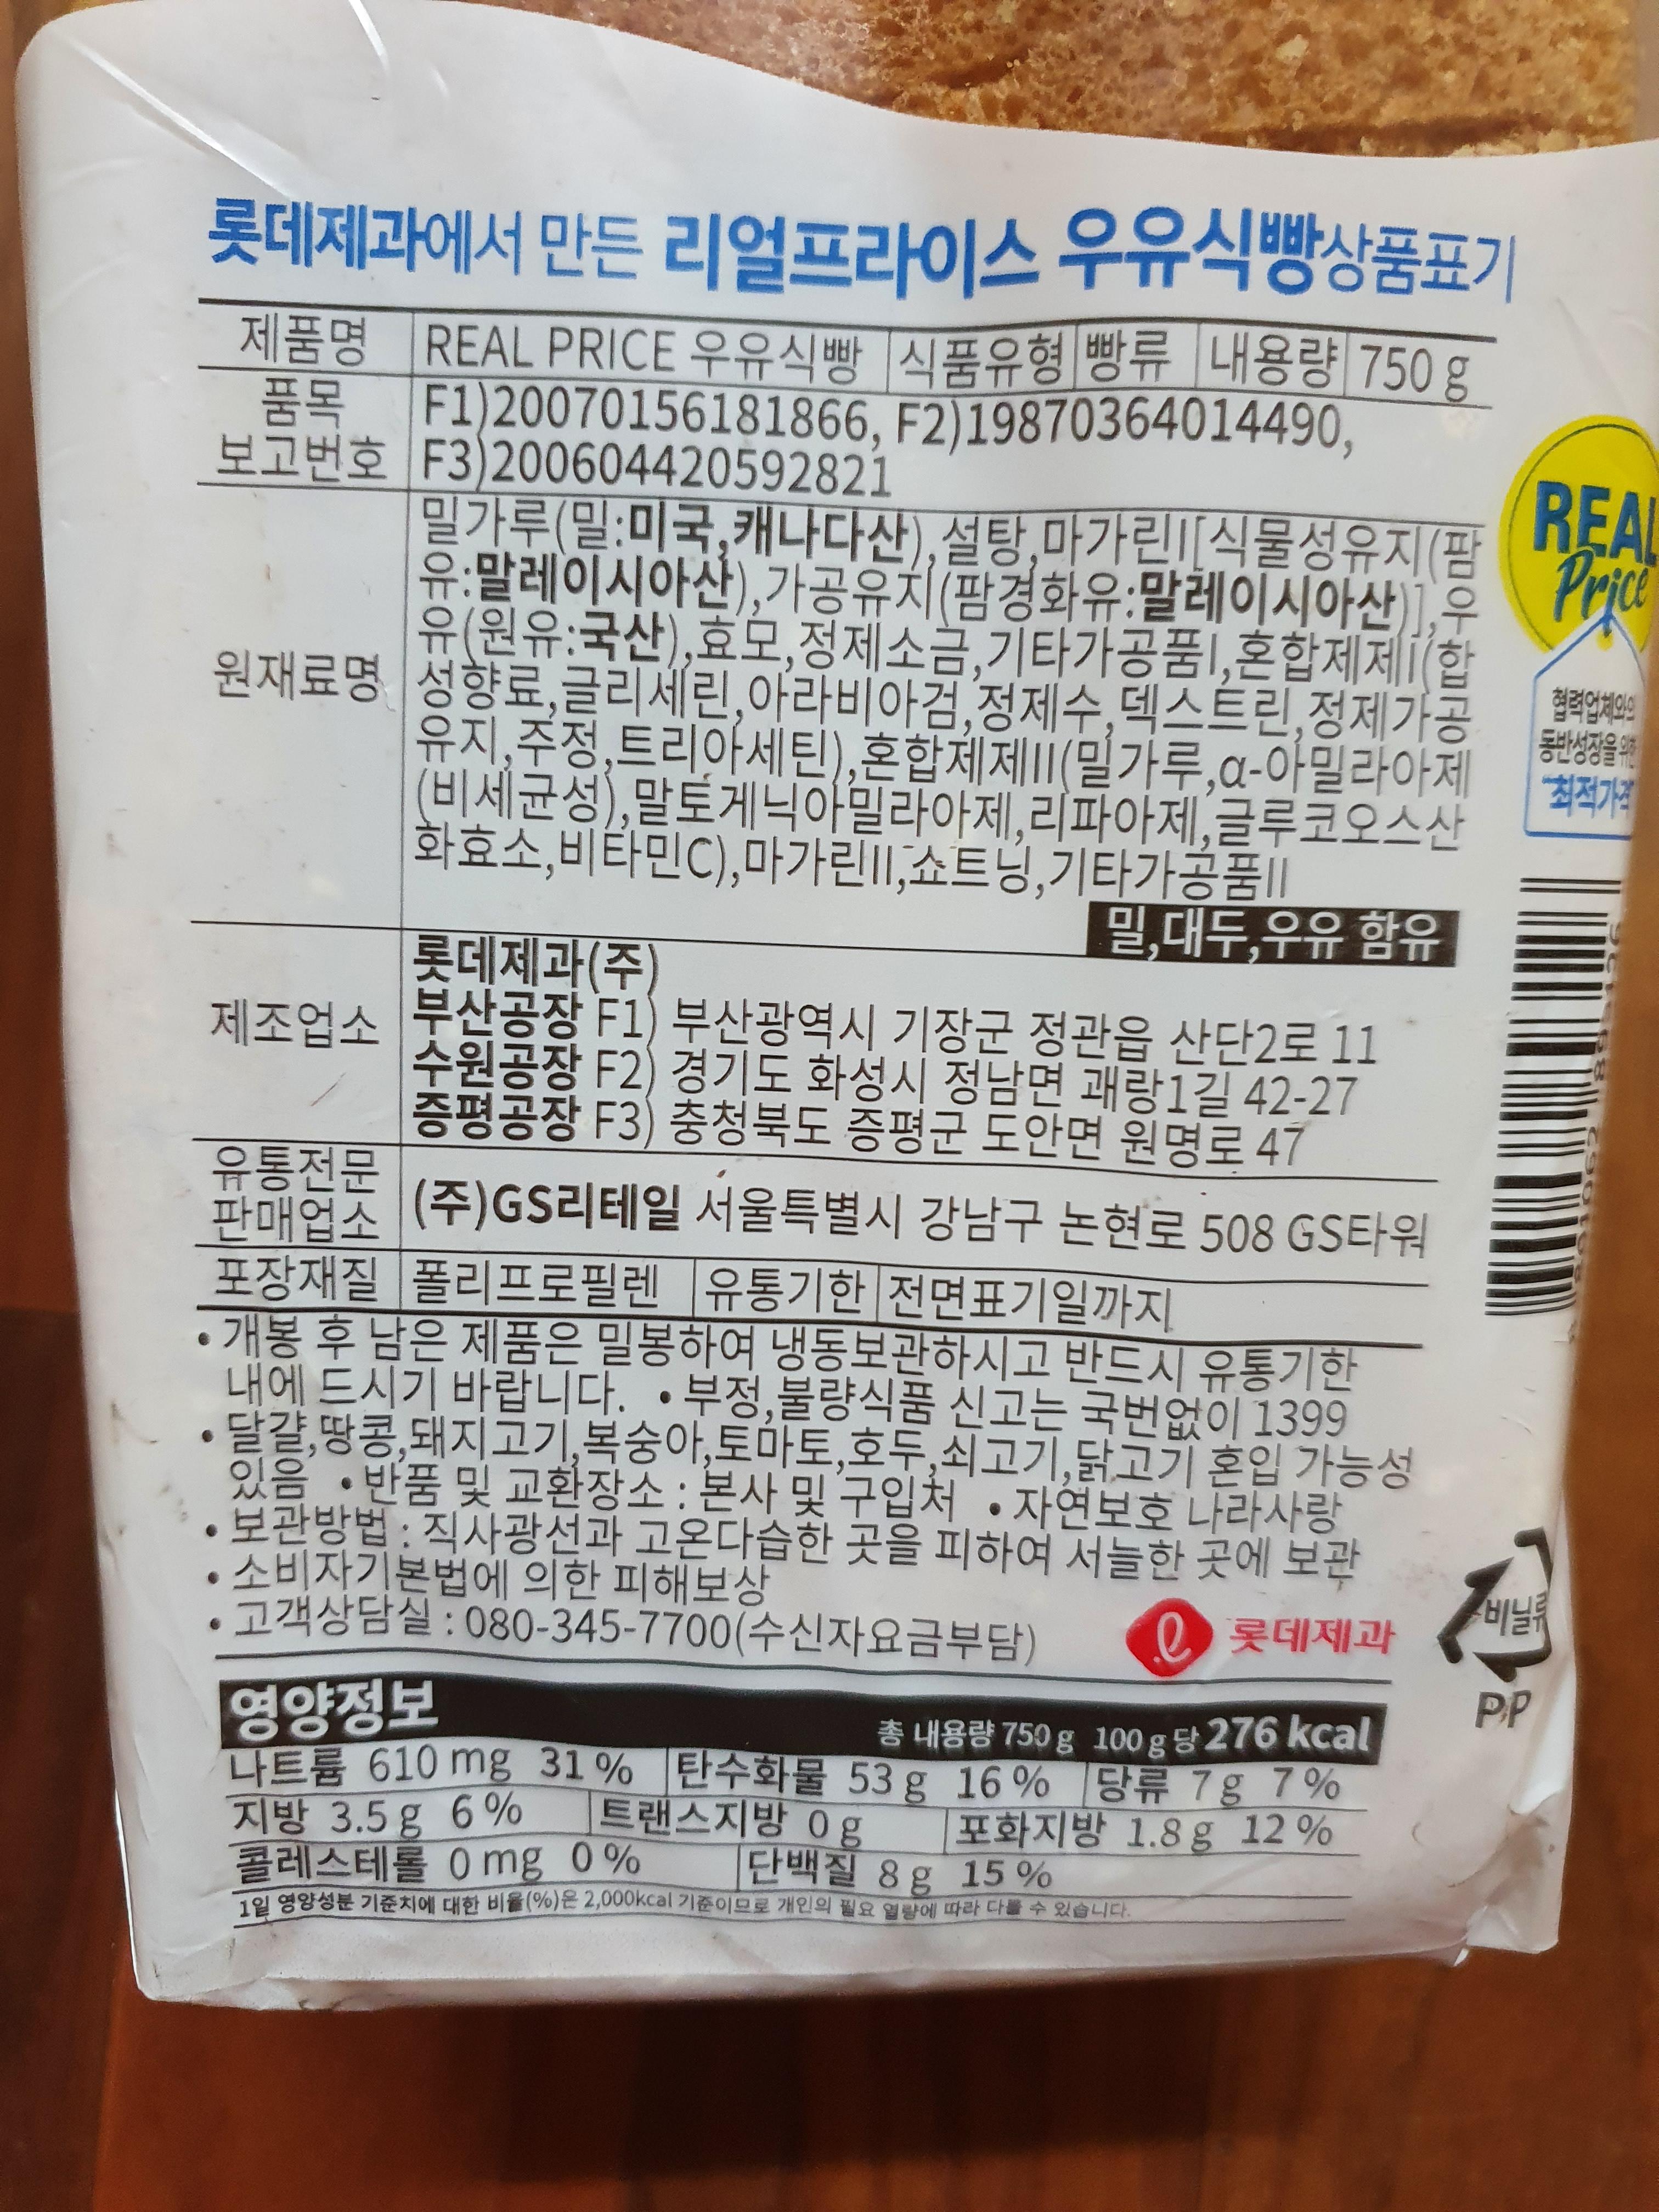 롯데제과에서 만든 리얼프라이스 우유식빵상품표기
제품명 REAL PRICE 우유식빵 식품유형 빵류 내용량 750 g
품목 F1)20070156181866, F2)19870364014490,
보고번호 F3)200604420592821
밀가루(밀:미국,캐나다산),설탕,마가린I[식물성유지(팜
유:말레이시아산),가공유지(팜경화유:말레이시아산)],우
유(원유:국산),효모,정제소금,기타가공품I,혼합제제I(합
원재료명 성향료,글리세린,아라비아검,정제수,덱스트린,정제가공
유지,주정,트리아세틴),혼합제제II(밀가루,α-아밀라아제
(비세균성),말토게닉아밀라아제,리파아제,글루코오스산
화효소,비타민C),마가린II,쇼트닝,기타가공품II
밀,대두,우유 함유
롯데제과(주)
제조업소 부산공장 F1) 부산광역시 기장군 정관읍 산단2로 11
수원공장 F2) 경기도 화성시 정남면 괘랑1길 42-27
증평공장 F3) 충청북도 증평군 도안면 원명로 47
유통전문
판매업소 (주)GS리테일 서울특별시 강남구 논현로 508 GS타워
포장재질 폴리프로필렌 유통기한 전면표기일까지
• 개봉 후 남은 제품은 밀봉하여 냉동보관하시고 반드시 유통기한
내에 드시기 바랍니다. • 부정,불량식품 신고는 국번없이 1399
• 달걀,땅콩,돼지고기,복숭아,토마토,호두,쇠고기,닭고기 혼입 가능성
있음 • 반품 및 교환장소 : 본사 및 구입처 • 자연보호 나라사랑
• 보관방법 : 직사광선과 고온다습한 곳을 피하여 서늘한 곳에 보관
• 소비자기본법에 의한 피해보상
• 고객상담실 : 080-345-7700(수신자요금부담)
롯데제과
영양정보 총 내용량 750 g 100 g 당 276 kcal
나트륨 610 mg 31 % 탄수화물 53 g 16 % 당류 7 g 7 %
지방 3.5 g 6 % 트랜스지방 0 g 포화지방 1.8 g 12 %
콜레스테롤 0 mg 0 % 단백질 8 g 15 %
1일 영양성분 기준치에 대한 비율(%)은 2,000kcal 기준이므로 개인의 필요 열량에 따라 다를 수 있습니다.
REAL
Price
협력업체와의
동반성장을 위한
"최적가격"
비닐류
PP